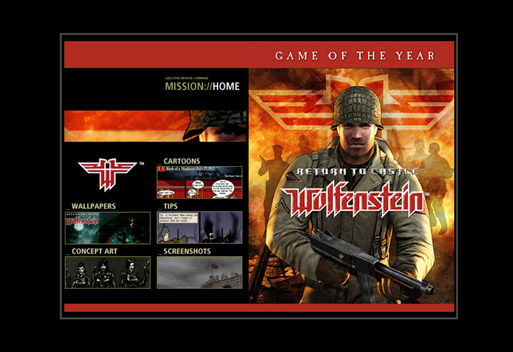 GAME OF THE YEAR
MISSION://HOME
CARTOONS
WALLPAPERS
TIPS
CONCEPT ART
SCREENSHOTS
RETURN TO CASTLE
Wolfenstein